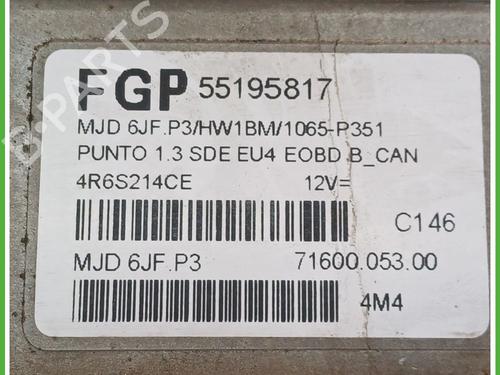 B-PARTS
FGP 55195817
MJD 6JF.P3/HW1BM/1065-P351
PUNTO 1.3 SDE EU4 EOBD B_CAN
4R6S214CE 12V=
C146
MJD 6JF.P3 71600.053.00
4M4